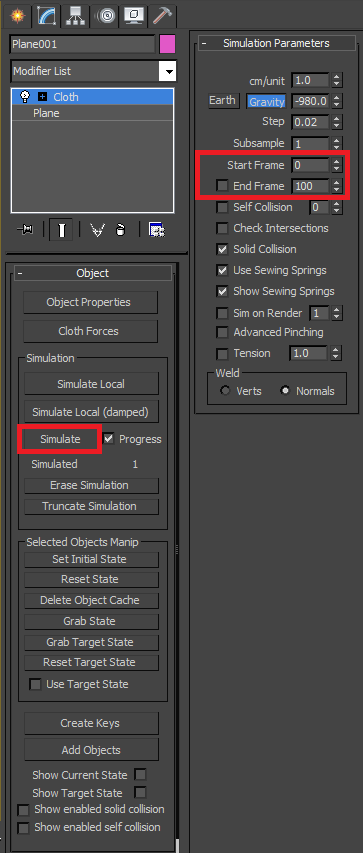 Plane001
Modifier List
Cloth
Plane
- Object
Object Properties
Cloth Forces
Simulation
Simulate Local
Simulate Local (damped)
Simulate Progress
Simulated 1
Erase Simulation
Truncate Simulation
Selected Objects Manip
Set Initial State
Reset State
Delete Object Cache
Grab State
Grab Target State
Reset Target State
Use Target State
Create Keys
Add Objects
Show Current State
Show Target State
Show enabled solid collision
Show enabled self collision
- Simulation Parameters
cm/unit 1.0
Earth Gravity -980.0
Step 0.02
Subsample 1
Start Frame 0
End Frame 100
Self Collision 0
Check Intersections
Solid Collision
Use Sewing Springs
Show Sewing Springs
Sim on Render 1
Advanced Pinching
Tension 1.0
Weld
Verts Normals